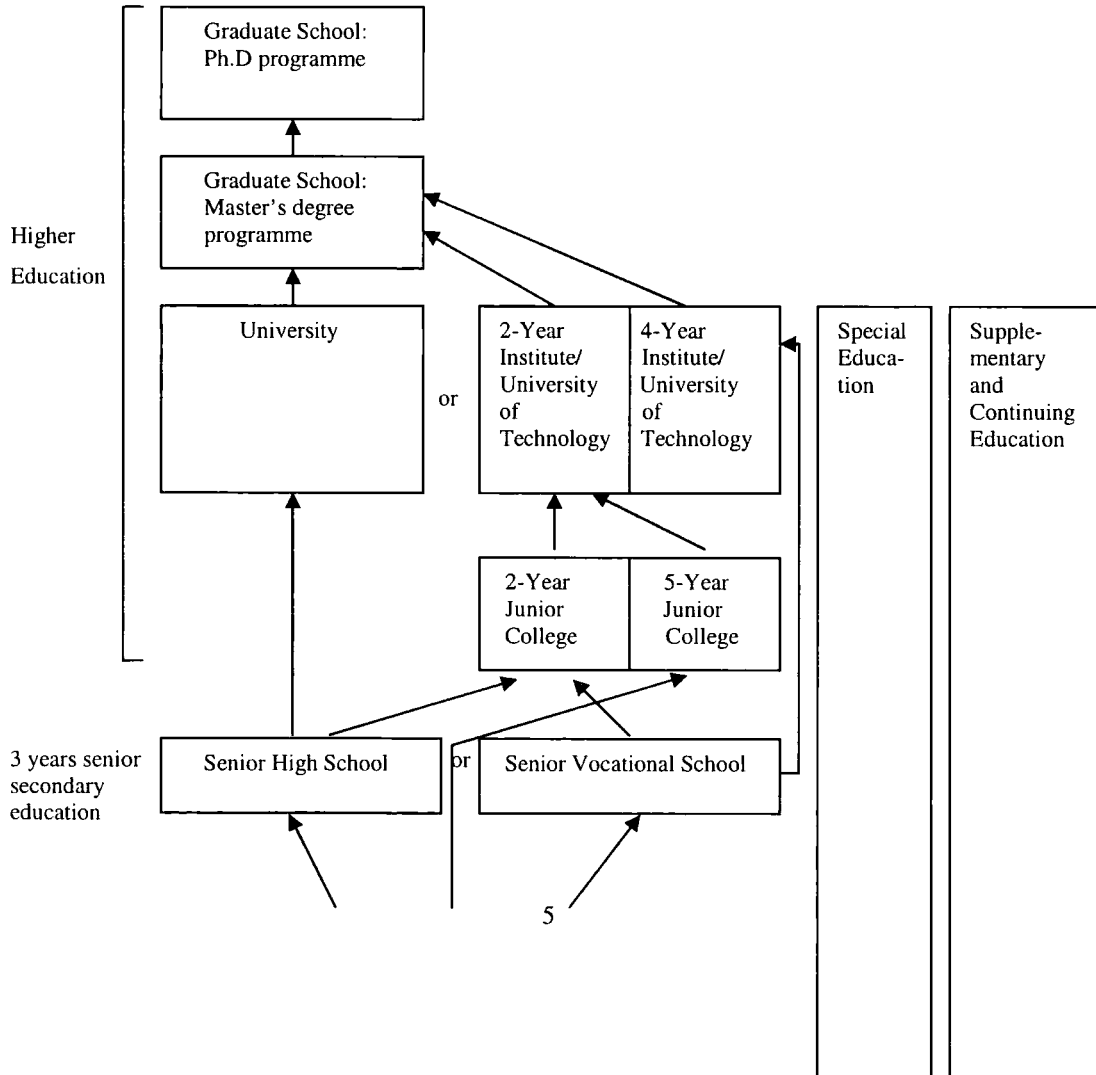 Graduate School:
Ph.D programme
Graduate School:
Master's degree
programme
Higher
Education
University
or
2-Year
Institute/
University
of
Technology
4-Year
Institute/
University
of
Technology
Special
Educa-
tion
Supple-
mentary
and
Continuing
Education
2-Year
Junior
College
5-Year
Junior
College
3 years senior
secondary
education
Senior High School
or
Senior Vocational School
5